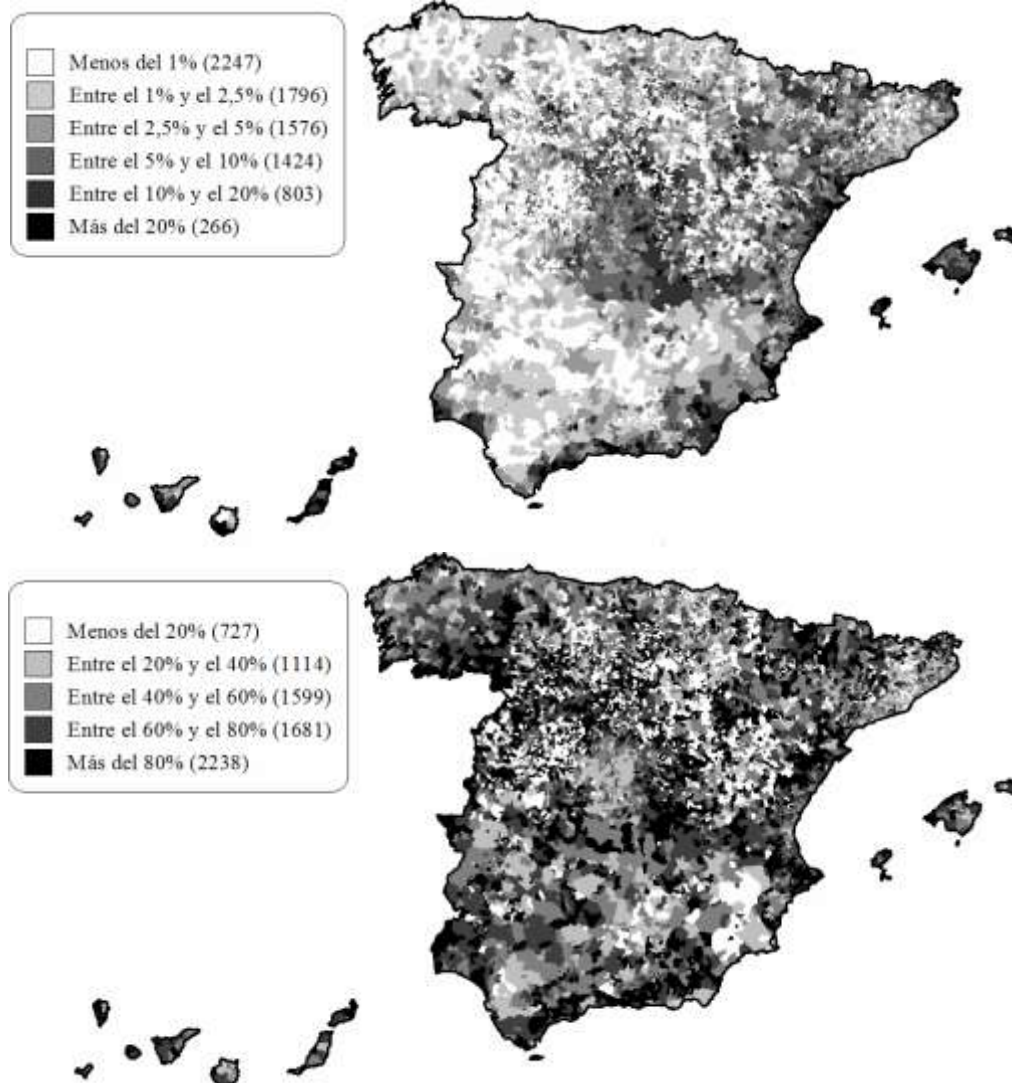 Menos del 1% (2247)
Entre el 1% y el 2,5% (1796)
Entre el 2,5% y el 5% (1576)
Entre el 5% y el 10% (1424)
Entre el 10% y el 20% (803)
Más del 20% (266)
Menos del 20% (727)
Entre el 20% y el 40% (1114)
Entre el 40% y el 60% (1599)
Entre el 60% y el 80% (1681)
Más del 80% (2238)